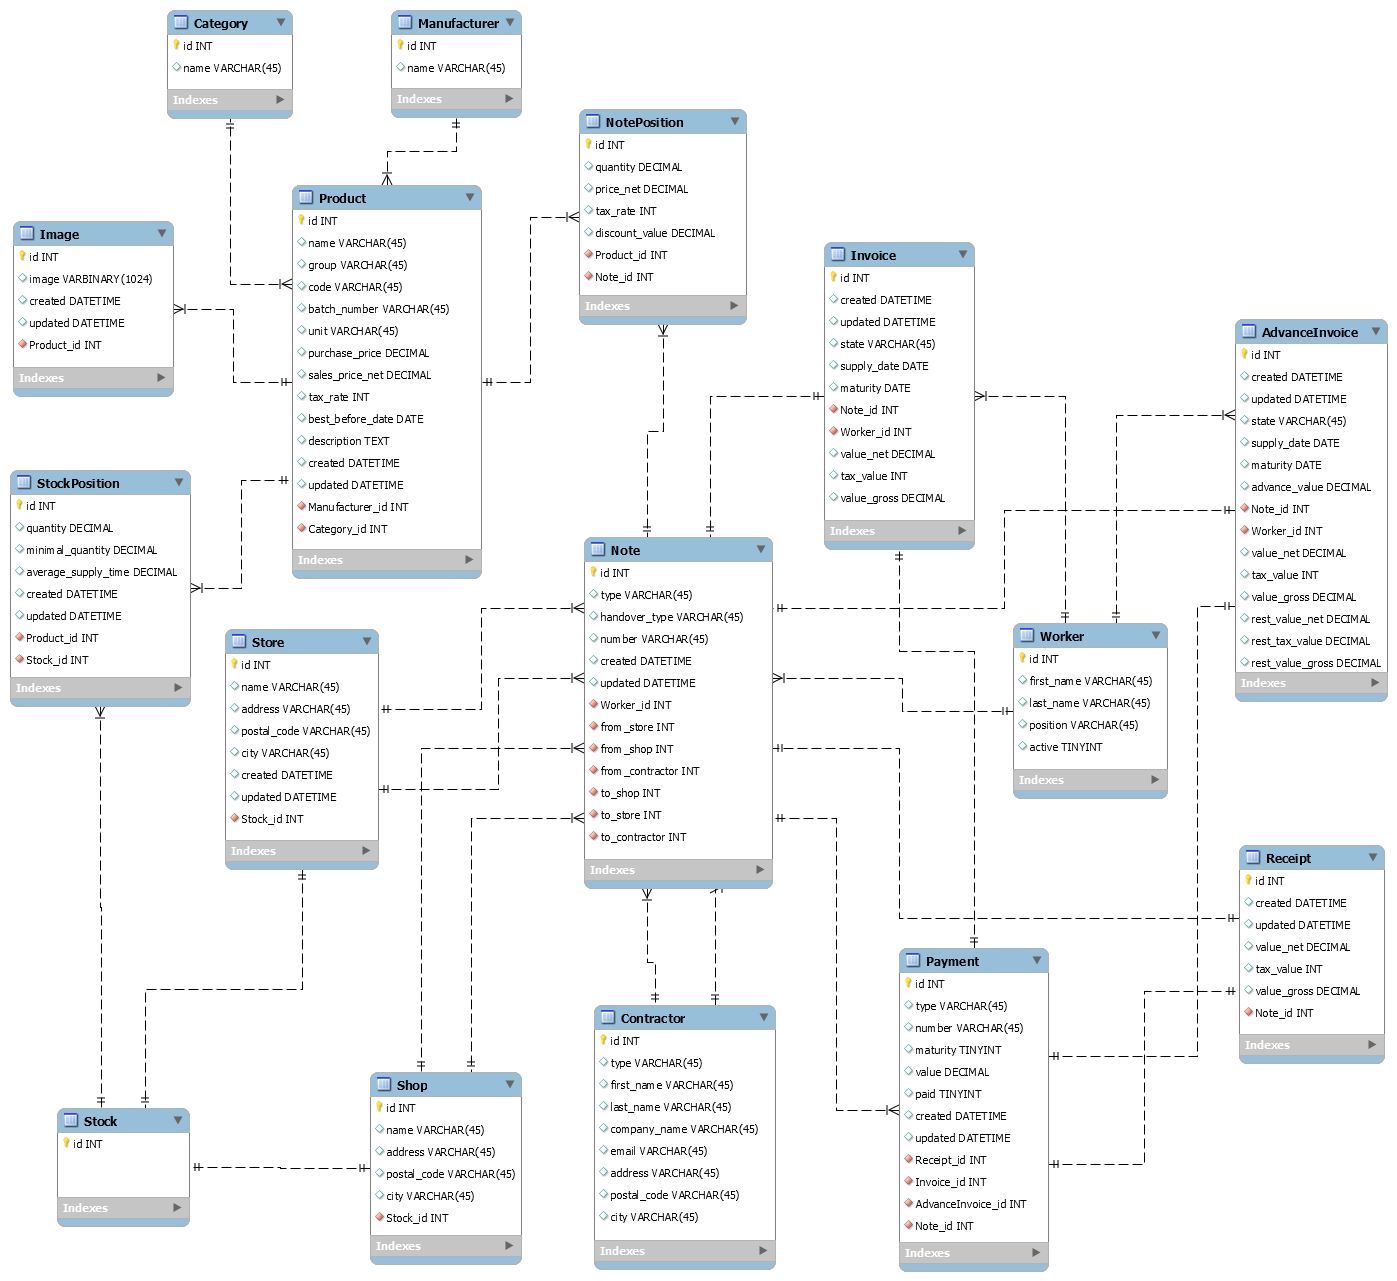 Category
id INT
name VARCHAR(45)
Indexes
Manufacturer
id INT
name VARCHAR(45)
Indexes
NotePosition
id INT
quantity DECIMAL
price_net DECIMAL
tax_rate INT
discount_value DECIMAL
Product_id INT
Note_id INT
Indexes
Product
id INT
name VARCHAR(45)
group VARCHAR(45)
code VARCHAR(45)
batch_number VARCHAR(45)
unit VARCHAR(45)
purchase_price DECIMAL
sales_price_net DECIMAL
tax_rate INT
best_before_date DATE
description TEXT
created DATETIME
updated DATETIME
Manufacturer_id INT
Category_id INT
Indexes
Image
id INT
image VARBINARY(1024)
created DATETIME
updated DATETIME
Product_id INT
Indexes
Invoice
id INT
created DATETIME
updated DATETIME
state VARCHAR(45)
supply_date DATE
maturity DATE
Note_id INT
Worker_id INT
value_net DECIMAL
tax_value INT
value_gross DECIMAL
Indexes
AdvanceInvoice
id INT
created DATETIME
updated DATETIME
state VARCHAR(45)
supply_date DATE
maturity DATE
advance_value DECIMAL
Note_id INT
Worker_id INT
value_net DECIMAL
tax_value INT
value_gross DECIMAL
rest_value_net DECIMAL
rest_tax_value DECIMAL
rest_value_gross DECIMAL
Indexes
StockPosition
id INT
quantity DECIMAL
minimal_quantity DECIMAL
average_supply_time DECIMAL
created DATETIME
updated DATETIME
Product_id INT
Stock_id INT
Indexes
Store
id INT
name VARCHAR(45)
address VARCHAR(45)
postal_code VARCHAR(45)
city VARCHAR(45)
created DATETIME
updated DATETIME
Stock_id INT
Indexes
Note
id INT
type VARCHAR(45)
handover_type VARCHAR(45)
number VARCHAR(45)
created DATETIME
updated DATETIME
Worker_id INT
from_store INT
from_shop INT
from_contractor INT
to_shop INT
to_store INT
to_contractor INT
Indexes
Worker
id INT
first_name VARCHAR(45)
last_name VARCHAR(45)
position VARCHAR(45)
active TINYINT
Indexes
Receipt
id INT
created DATETIME
updated DATETIME
value_net DECIMAL
tax_value INT
value_gross DECIMAL
Note_id INT
Indexes
Payment
id INT
type VARCHAR(45)
number VARCHAR(45)
maturity TINYINT
value DECIMAL
paid TINYINT
created DATETIME
updated DATETIME
Receipt_id INT
Invoice_id INT
AdvanceInvoice_id INT
Note_id INT
Indexes
Contractor
id INT
type VARCHAR(45)
first_name VARCHAR(45)
last_name VARCHAR(45)
company_name VARCHAR(45)
email VARCHAR(45)
address VARCHAR(45)
postal_code VARCHAR(45)
city VARCHAR(45)
Indexes
Shop
id INT
name VARCHAR(45)
address VARCHAR(45)
postal_code VARCHAR(45)
city VARCHAR(45)
Stock_id INT
Indexes
Stock
id INT
Indexes